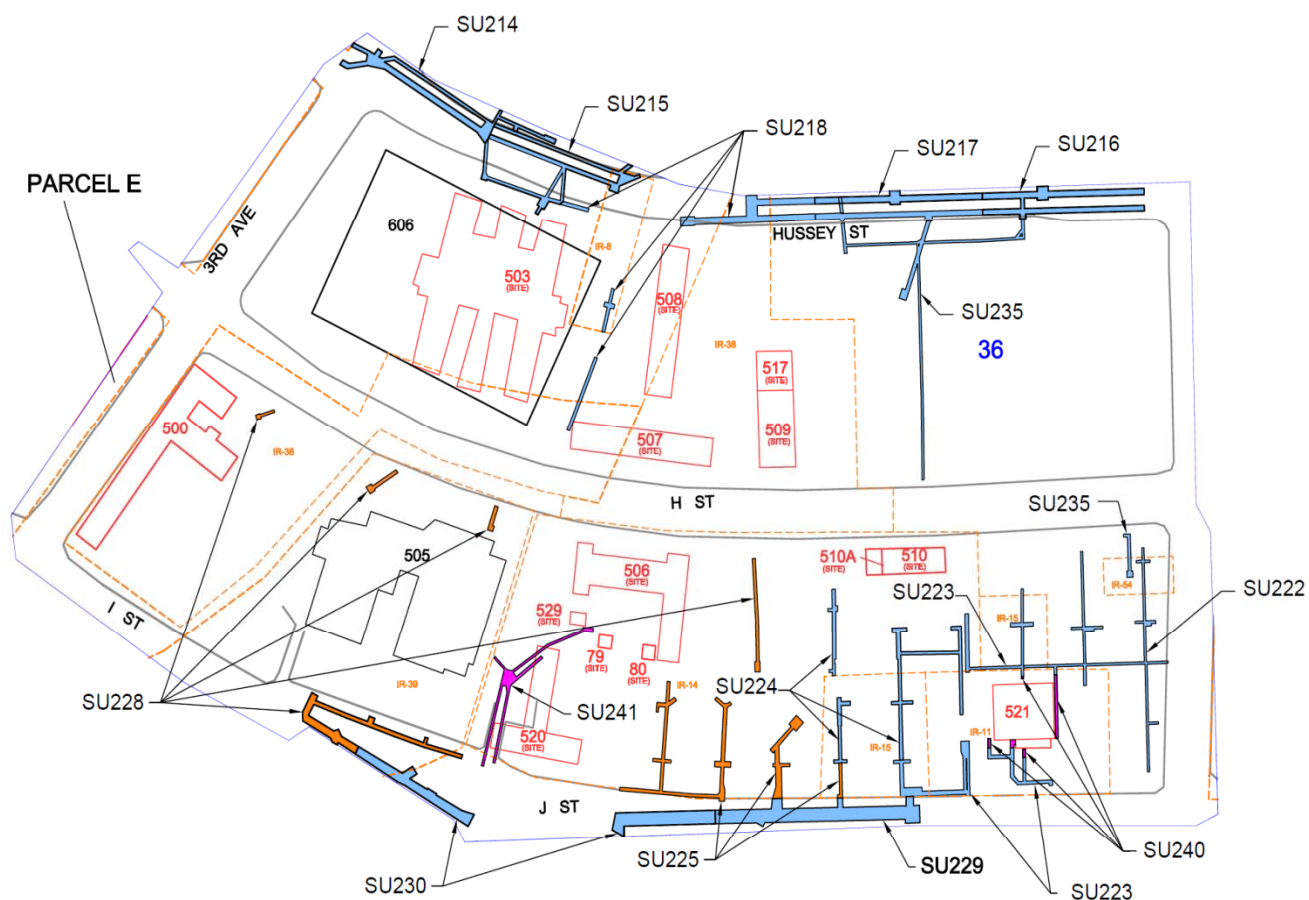 SU214
SU215
SU218
SU217
SU216
PARCEL E
3RD AVE
606
HUSSEY ST
IR-8
503
(SITE)
508
(SITE)
SU235
IR-38
36
517
(SITE)
500
509
(SITE)
507
(SITE)
IR-38
H ST
SU235
505
510A
(SITE)
510
(SITE)
506
(SITE)
IR-54
SU223
SU222
529
(SITE)
IR-15
I ST
79
(SITE)
80
(SITE)
SU228
IR-39
IR-14
SU224
SU241
521
520
(SITE)
IR-15
IR-11
J ST
SU240
SU230
SU225
SU229
SU223